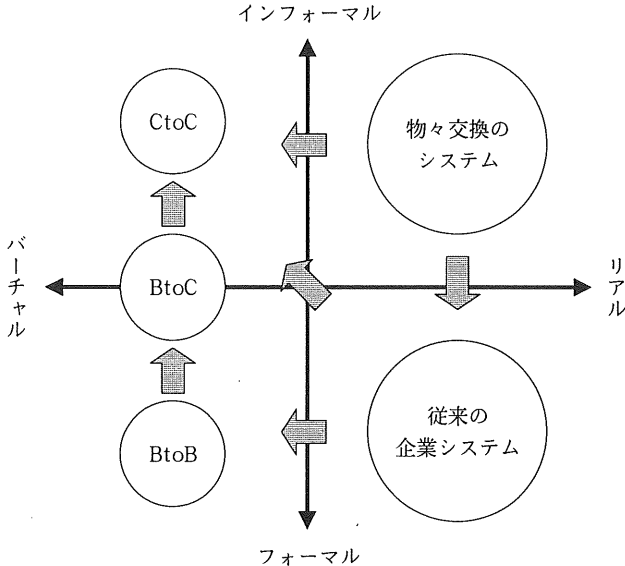 インフォーマル
CtoC
物々交換の
システム
バーチャル
BtoC
リアル
BtoB
従来の
企業システム
フォーマル